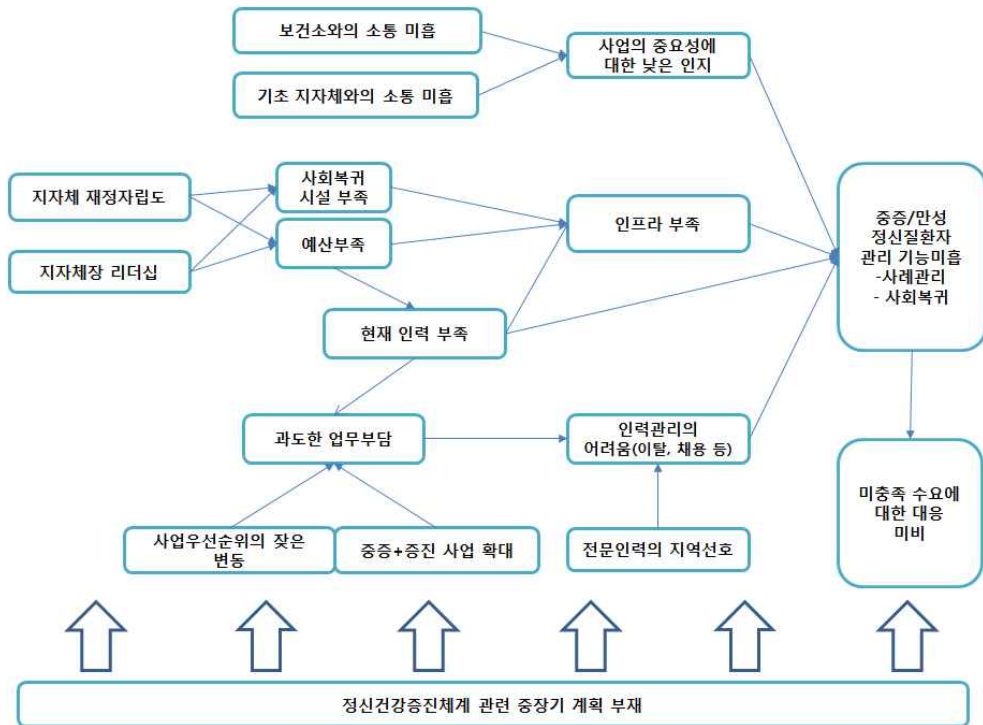 보건소와의 소통 미흡
기초 지자체와의 소통 미흡
사업의 중요성에
대한 낮은 인지
지자체 재정자립도
지자체장 리더십
사회복귀
시설 부족
예산부족
인프라 부족
현재 인력 부족
중증/만성
정신질환자
관리 기능미흡
-사례관리
- 사회복귀
과도한 업무부담
인력관리의
어려움(이탈, 채용 등)
사업우선순위의 잦은
변동
중증+증진 사업 확대
전문인력의 지역선호
미충족 수요에
대한 대응
미비
정신건강증진체계 관련 중장기 계획 부재